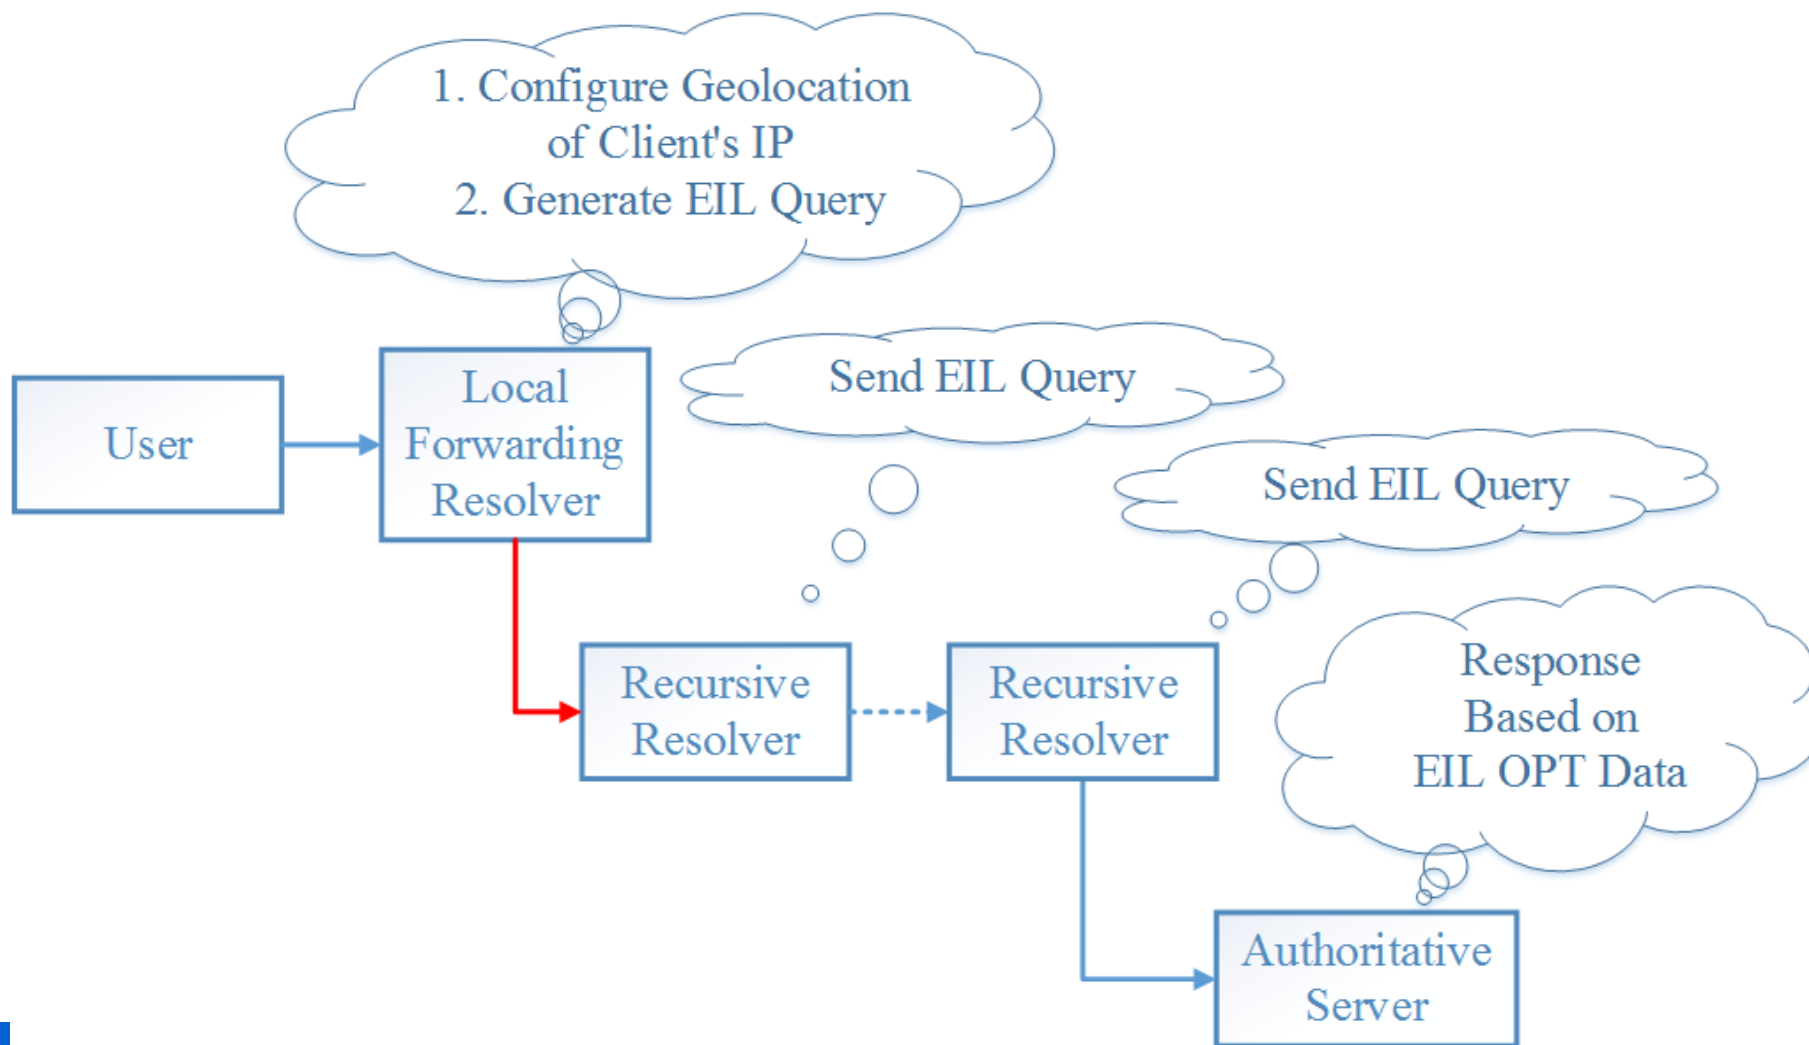 1. Configure Geolocation
of Client's IP
2. Generate EIL Query
User
Local
Forwarding
Resolver
Send EIL Query
Send EIL Query
Recursive
Resolver
Recursive
Resolver
Response
Based on
EIL OPT Data
Authoritative
Server